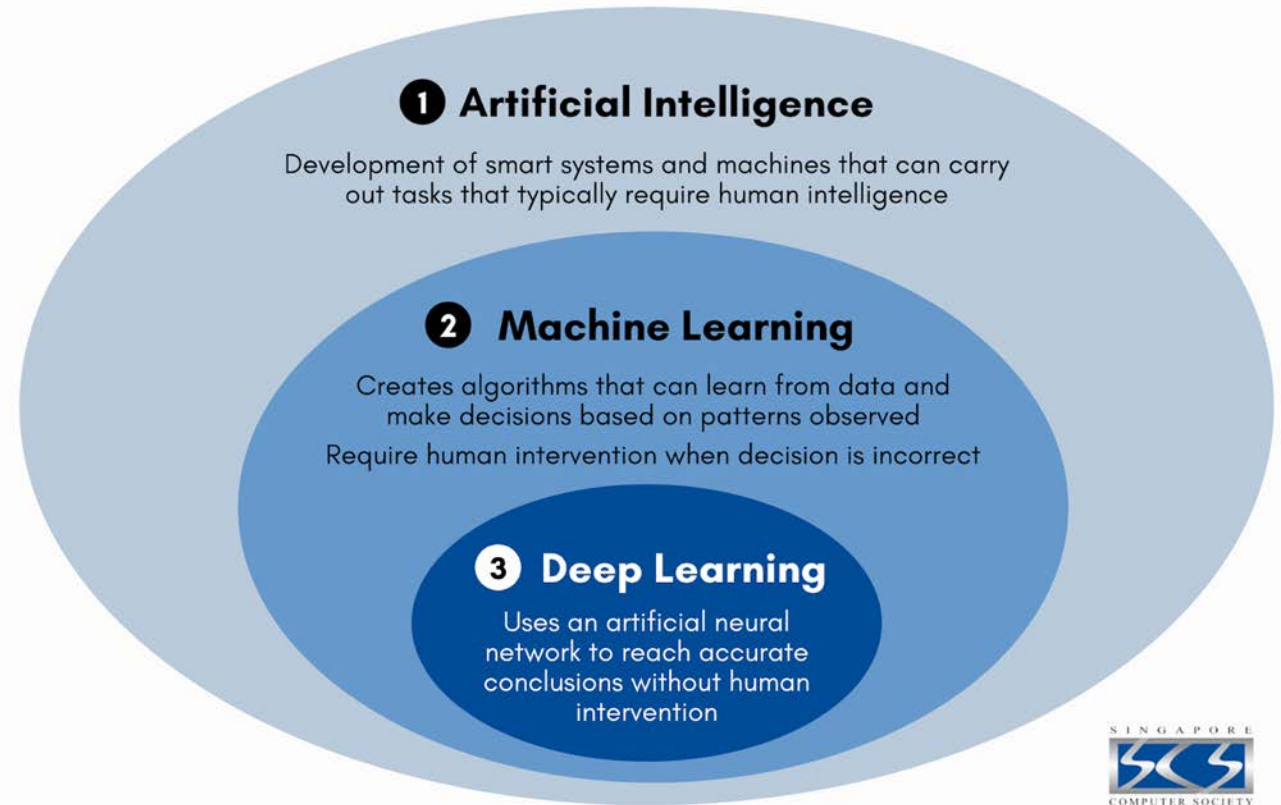 1 Artificial Intelligence
Development of smart systems and machines that can carry
out tasks that typically require human intelligence
2 Machine Learning
Creates algorithms that can learn from data and
make decisions based on patterns observed
Require human intervention when decision is incorrect
3 Deep Learning
Uses an artificial neural
network to reach accurate
conclusions without human
intervention
SINGAPORE
SCS
COMPUTER SOCIETY